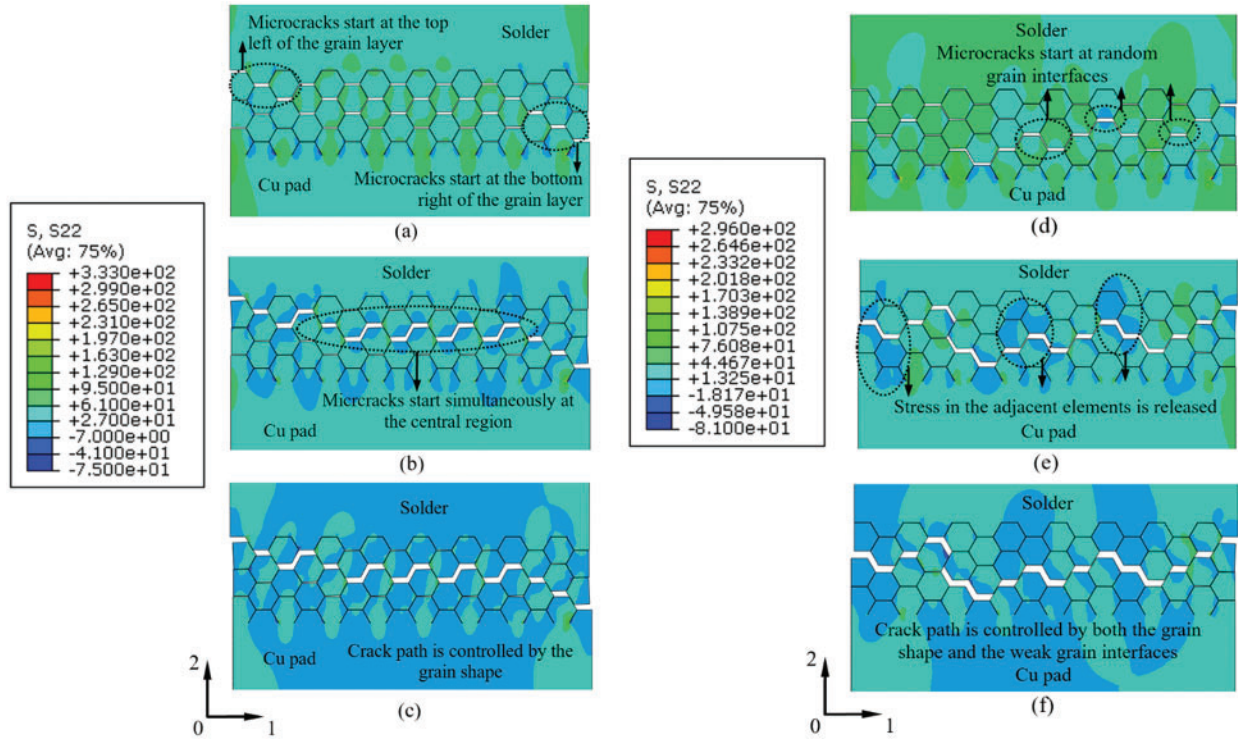 Microcracks start at the top
left of the grain layer
Solder
Cu pad
Microcracks start at the bottom
right of the grain layer
(a)
S, S22
(Avg: 75%)
+3.330e+02
+2.990e+02
+2.650e+02
+2.310e+02
+1.970e+02
+1.630e+02
+1.290e+02
+9.500e+01
+6.100e+01
+2.700e+01
-7.000e+00
-4.100e+01
-7.500e+01
Solder
Mircracks start simultaneously at
the central region
Cu pad
(b)
Solder
Cu pad
Crack path is controlled by the
grain shape
(c)
2
0
1
Solder
Microcracks start at random
grain interfaces
Cu pad
(d)
S, S22
(Avg: 75%)
+2.960e+02
+2.646e+02
+2.332e+02
+2.018e+02
+1.703e+02
+1.389e+02
+1.075e+02
+7.608e+01
+4.467e+01
+1.325e+01
-1.817e+01
-4.958e+01
-8.100e+01
Solder
Stress in the adjacent elements is released
Cu pad
(e)
Solder
Crack path is controlled by both the grain
shape and the weak grain interfaces
Cu pad
(f)
2
0
1